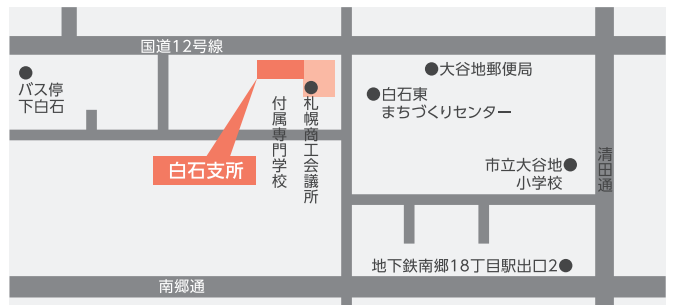 国道12号線
バス停
下白石
大谷地郵便局
白石東
まちづくりセンター
札幌商工会議所
付属専門学校
白石支所
市立大谷地
小学校
清田通
地下鉄南郷18丁目駅出口2
南郷通